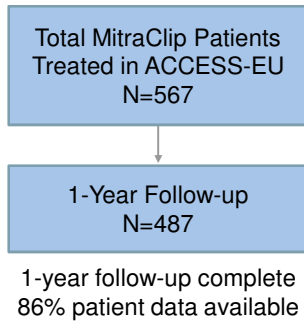 Total MitraClip Patients
Treated in ACCESS-EU
N=567
1-Year Follow-up
N=487
1-year follow-up complete
86% patient data available